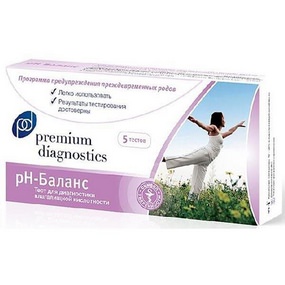 Программа предупреждения преждевременных родов
✓ Легко использовать
✓ Результаты тестирования
достоверны
pd
premium
diagnostics
5 тестов
pH-Баланс
Тест для диагностики
вагинальной кислотности